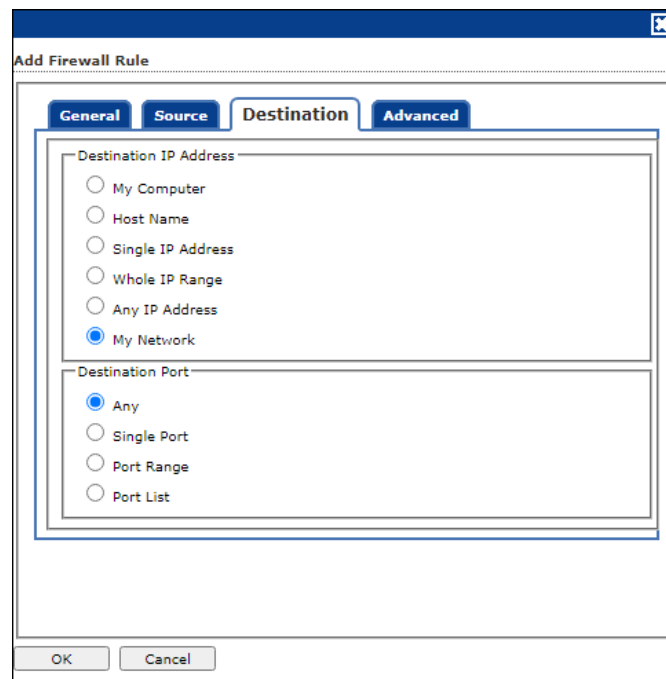 Add Firewall Rule
General Source Destination Advanced
Destination IP Address
My Computer
Host Name
Single IP Address
Whole IP Range
Any IP Address
My Network
Destination Port
Any
Single Port
Port Range
Port List
OK Cancel